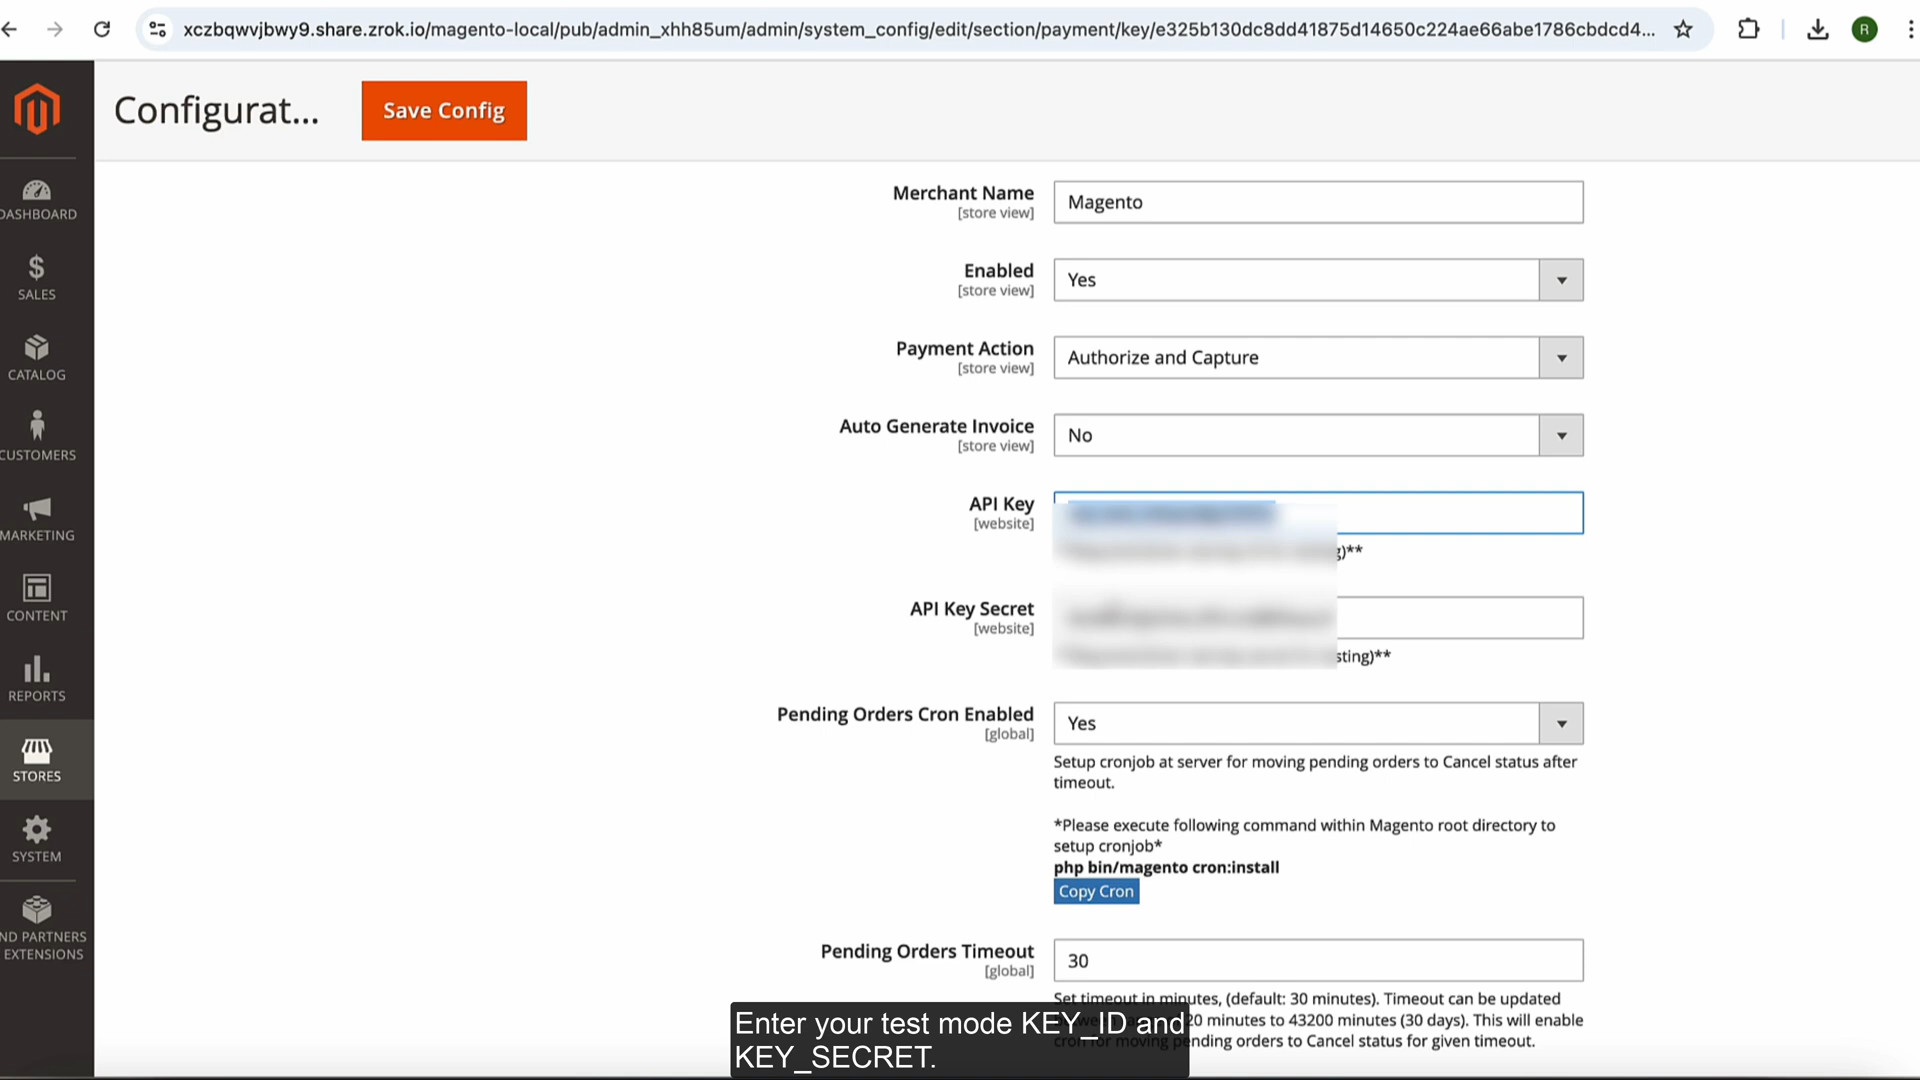 xczbqwvjbwy9.share.zrok.io/magento-local/pub/admin_xhh85um/admin/system_config/edit/section/payment/key/e325b130dc8dd41875d14650c224ae66abe1786cbdcd4...
R
Configurat...
Save Config
DASHBOARD
SALES
CATALOG
CUSTOMERS
MARKETING
CONTENT
REPORTS
STORES
SYSTEM
ND PARTNERS
EXTENSIONS
Merchant Name
[store view]
Magento
Enabled
[store view]
Yes
Payment Action
[store view]
Authorize and Capture
Auto Generate Invoice
[store view]
No
API Key
[website]
g)**
API Key Secret
[website]
sting)**
Pending Orders Cron Enabled
[global]
Yes
Setup cronjob at server for moving pending orders to Cancel status after
timeout.
*Please execute following command within Magento root directory to
setup cronjob*
php bin/magento cron:install
Copy Cron
Pending Orders Timeout
[global]
30
Set timeout in minutes, (default: 30 minutes). Timeout can be updated
20 minutes to 43200 minutes (30 days). This will enable
cron for moving pending orders to Cancel status for given timeout.
Enter your test mode KEY_ID and
KEY_SECRET.